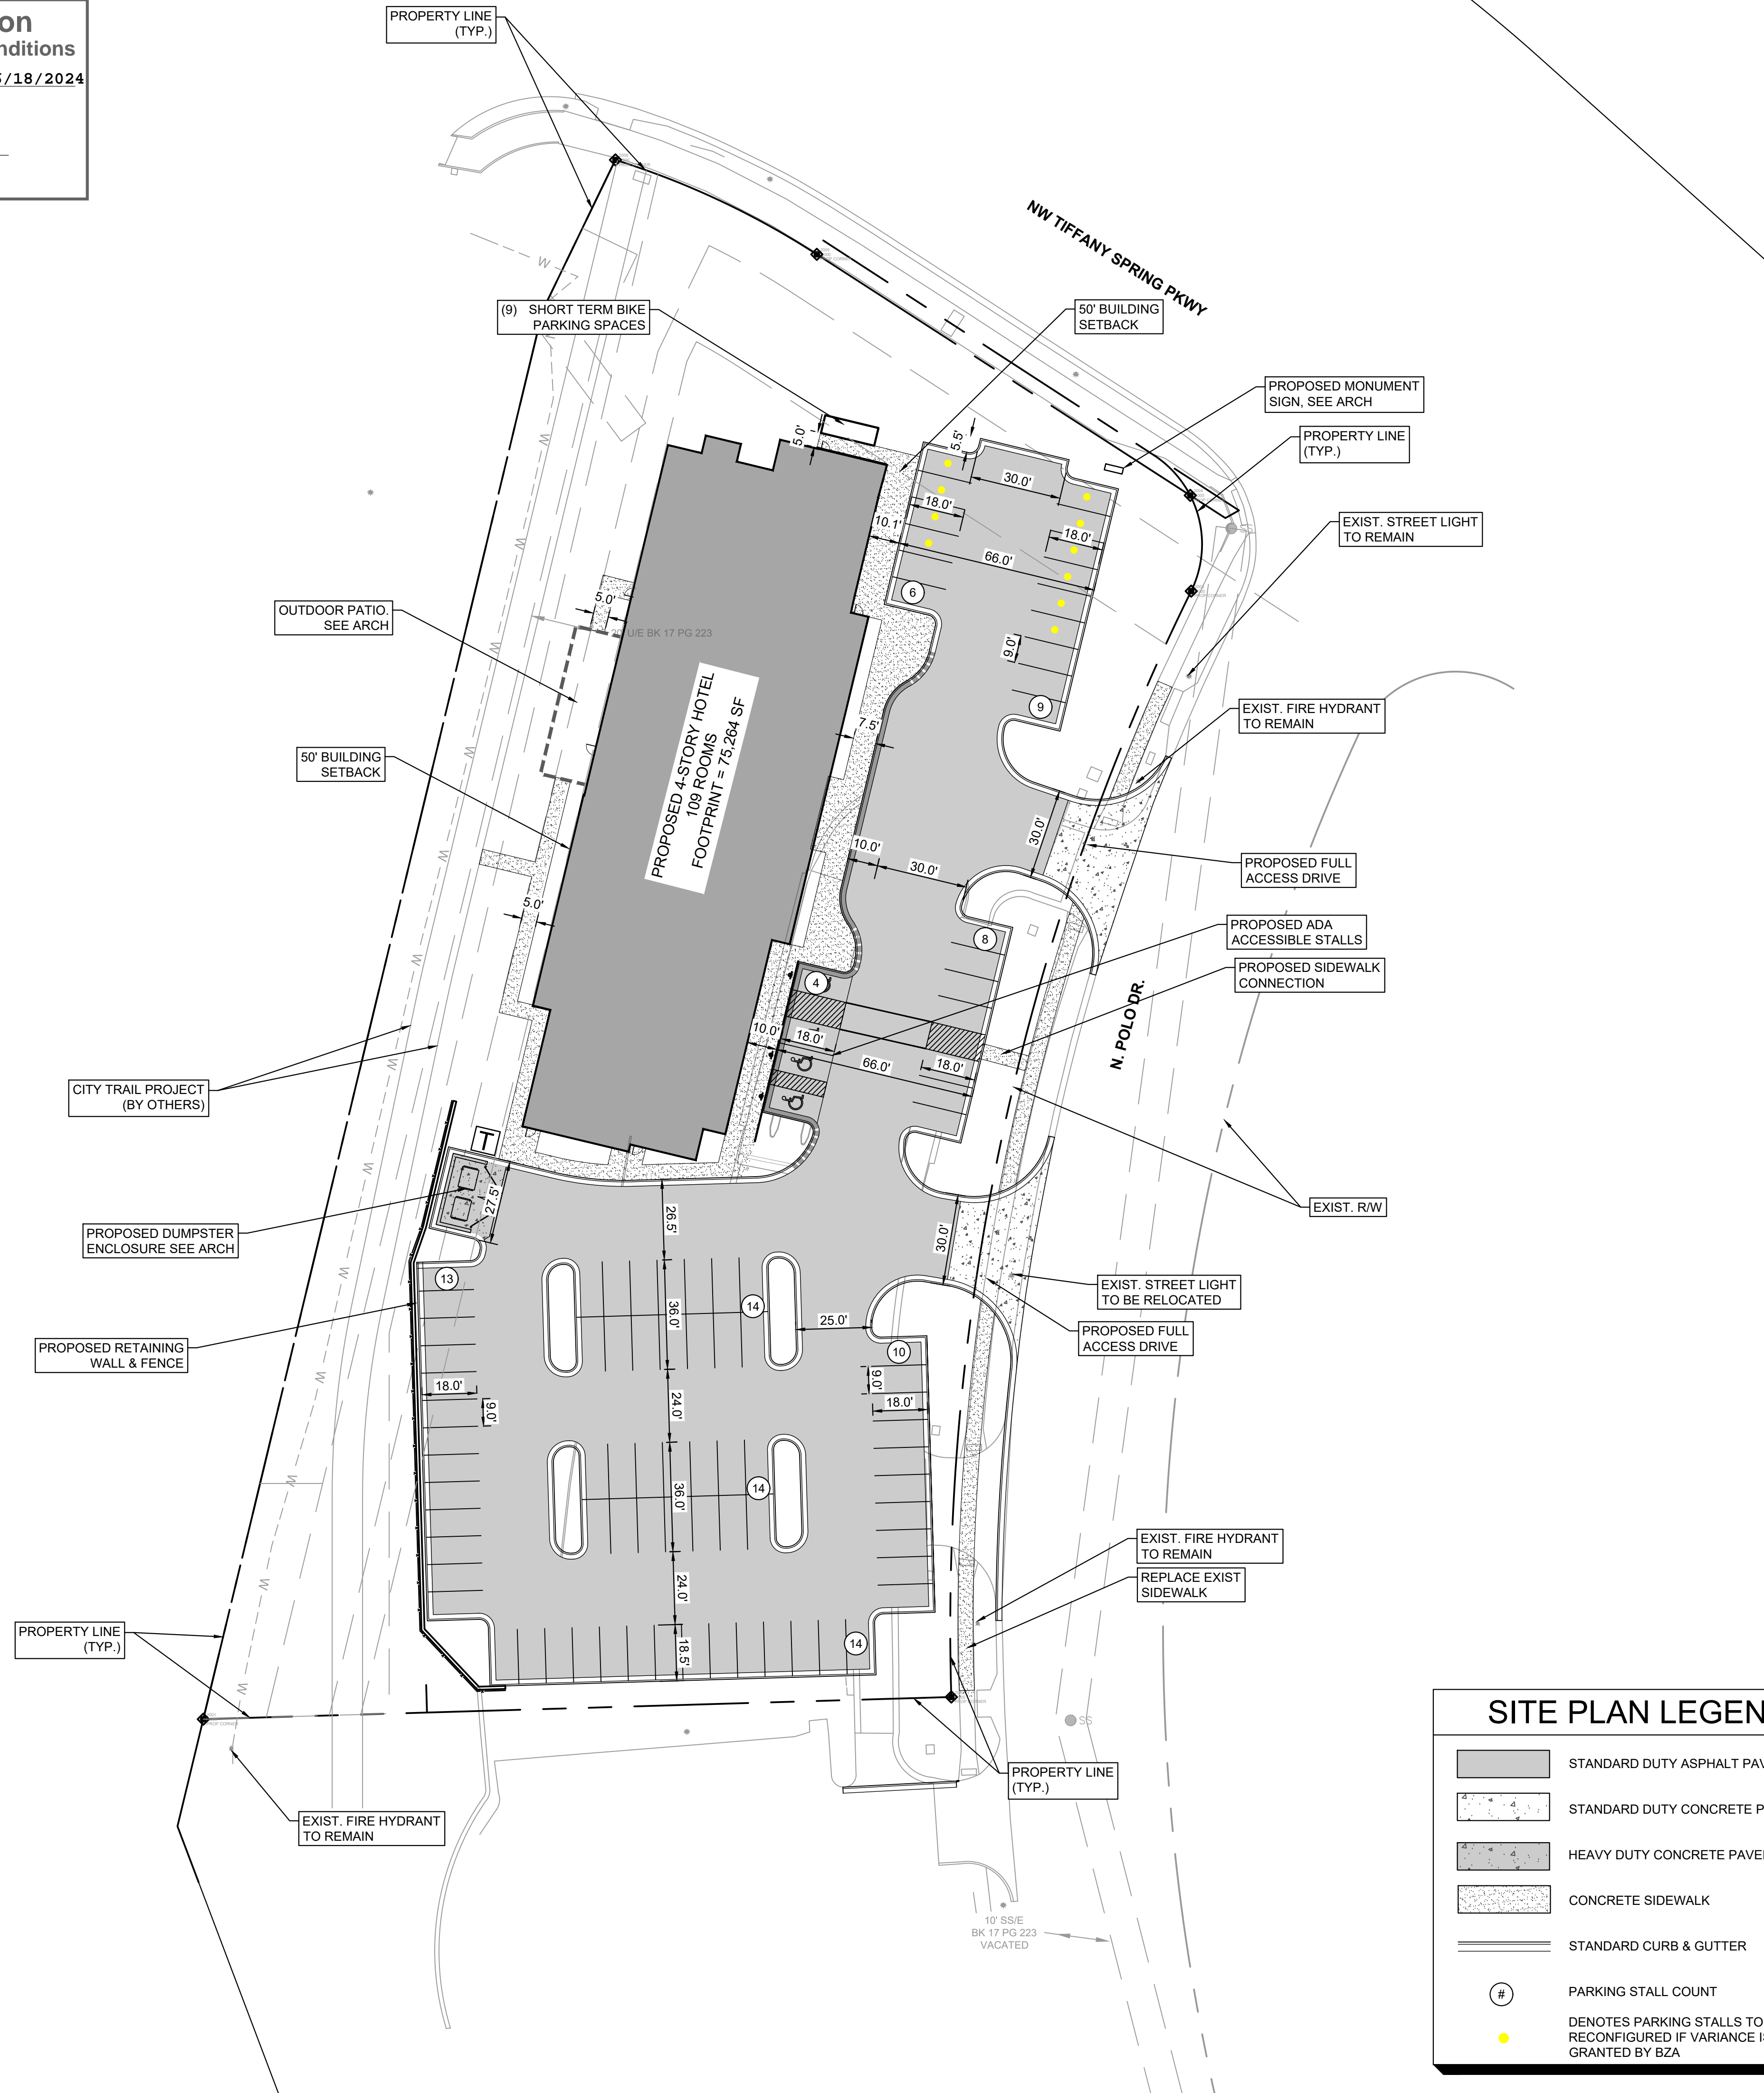 on
nditions
/18/2024
PROPERTY LINE
(TYP.)
NW TIFFANY SPRING PKWY
W
(9) SHORT TERM BIKE
PARKING SPACES
50' BUILDING
SETBACK
PROPOSED MONUMENT
SIGN, SEE ARCH
PROPERTY LINE
(TYP.)
EXIST. STREET LIGHT
TO REMAIN
SS
5.0'
5.5'
30.0'
18.0'
10.1'
18.0'
66.0'
6
9.0'
9
W
W
W
OUTDOOR PATIO.
SEE ARCH
5.0'
U/E BK 17 PG 223
EXIST. FIRE HYDRANT
TO REMAIN
PROPOSED 4-STORY HOTEL
109 ROOMS
FOOTPRINT = 75,264 SF
7.5'
50' BUILDING
SETBACK
W
W
W
10.0'
30.0'
30.0'
PROPOSED FULL
ACCESS DRIVE
5.0'
8
PROPOSED ADA
ACCESSIBLE STALLS
PROPOSED SIDEWALK
CONNECTION
4
N. POLO DR.
10.0'
18.0'
66.0'
18.0'
W
W
CITY TRAIL PROJECT
(BY OTHERS)
T
27.5'
W
W
EXIST. R/W
PROPOSED DUMPSTER
ENCLOSURE SEE ARCH
26.5'
30.0'
13
14
36.0'
25.0'
10
EXIST. STREET LIGHT
TO BE RELOCATED
PROPOSED FULL
ACCESS DRIVE
PROPOSED RETAINING
WALL & FENCE
18.0'
9.0'
24.0'
9.0'
18.0'
W
W
W
14
36.0'
24.0'
EXIST. FIRE HYDRANT
TO REMAIN
REPLACE EXIST
SIDEWALK
PROPERTY LINE
(TYP.)
18.5'
14
W
PROP CORNER
SS
PROPERTY LINE
(TYP.)
EXIST. FIRE HYDRANT
TO REMAIN
10' SS/E
BK 17 PG 223
VACATED
SITE PLAN LEGEN
STANDARD DUTY ASPHALT PAV
STANDARD DUTY CONCRETE P
HEAVY DUTY CONCRETE PAVE
CONCRETE SIDEWALK
STANDARD CURB & GUTTER
# PARKING STALL COUNT
DENOTES PARKING STALLS TO
RECONFIGURED IF VARIANCE I
GRANTED BY BZA